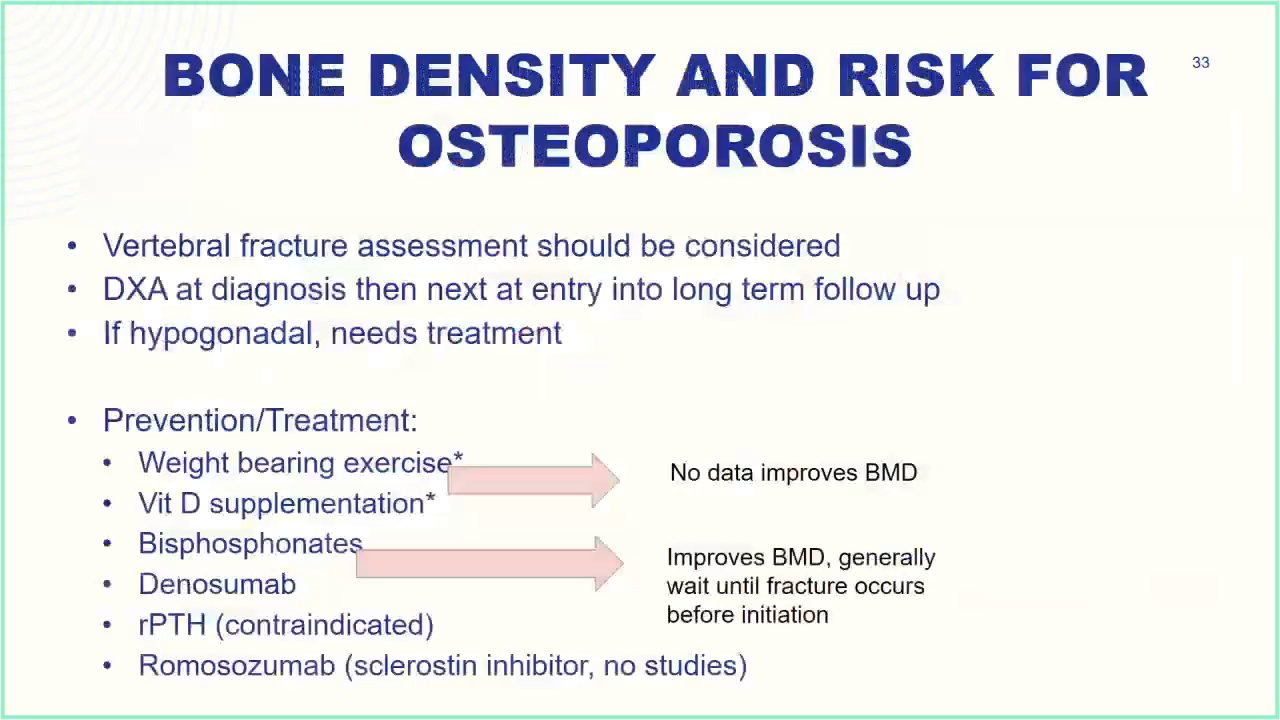 BONE DENSITY AND RISK FOR
OSTEOPOROSIS
33
• Vertebral fracture assessment should be considered
• DXA at diagnosis then next at entry into long term follow up
• If hypogonadal, needs treatment
• Prevention/Treatment:
• Weight bearing exercise*
• Vit D supplementation*
No data improves BMD
• Bisphosphonates
• Denosumab
Improves BMD, generally
wait until fracture occurs
before initiation
• rPTH (contraindicated)
• Romosozumab (sclerostin inhibitor, no studies)